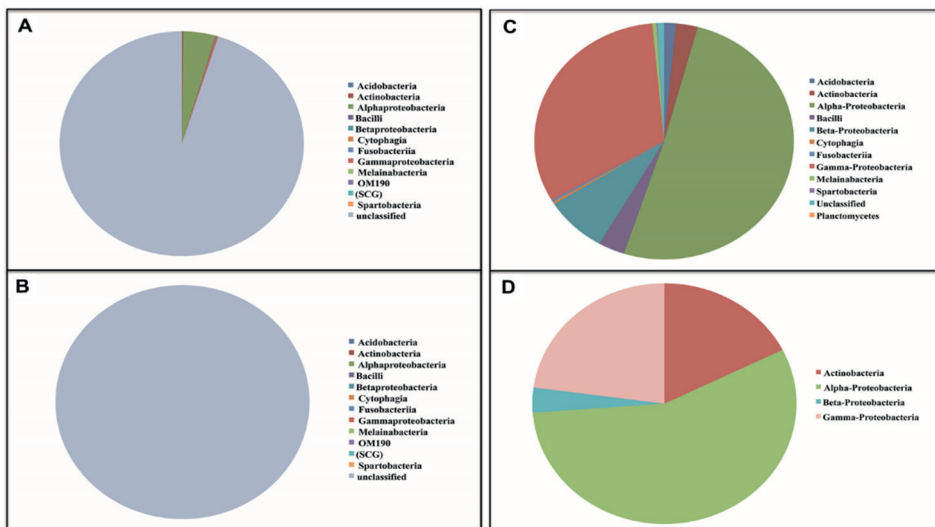 A
Acidobacteria
Actinobacteria
Alphaproteobacteria
Bacilli
Betaproteobacteria
Cytophagia
Fusobacteriia
Gammaproteobacteria
Melainabacteria
OM190
(SCG)
Spartobacteria
unclassified
B
Acidobacteria
Actinobacteria
Alphaproteobacteria
Bacilli
Betaproteobacteria
Cytophagia
Fusobacteriia
Gammaproteobacteria
Melainabacteria
OM190
(SCG)
Spartobacteria
unclassified
C
Acidobacteria
Actinobacteria
Alpha-Proteobacteria
Bacilli
Beta-Proteobacteria
Cytophagia
Fusobacteriia
Gamma-Proteobacteria
Melainabacteria
Spartobacteria
Unclassified
Planctomycetes
D
Actinobacteria
Alpha-Proteobacteria
Beta-Proteobacteria
Gamma-Proteobacteria